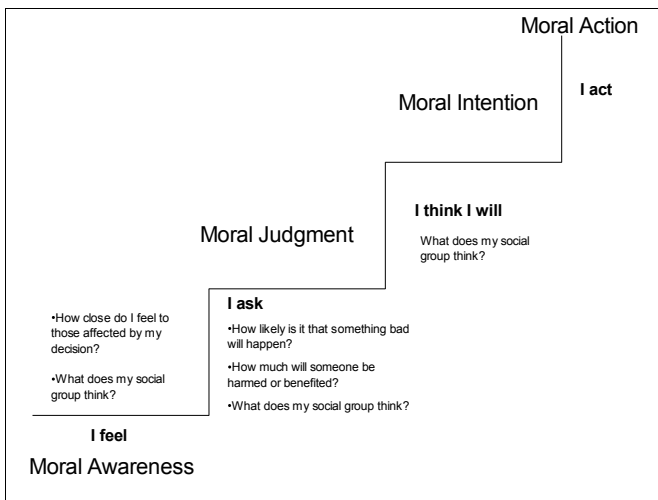 Moral Action
I act
Moral Intention
I think I will
What does my social
group think?
Moral Judgment
I ask
•How likely is it that something bad
will happen?
•How much will someone be
harmed or benefited?
•What does my social group think?
•How close do I feel to
those affected by my
decision?
•What does my social
group think?
I feel
Moral Awareness